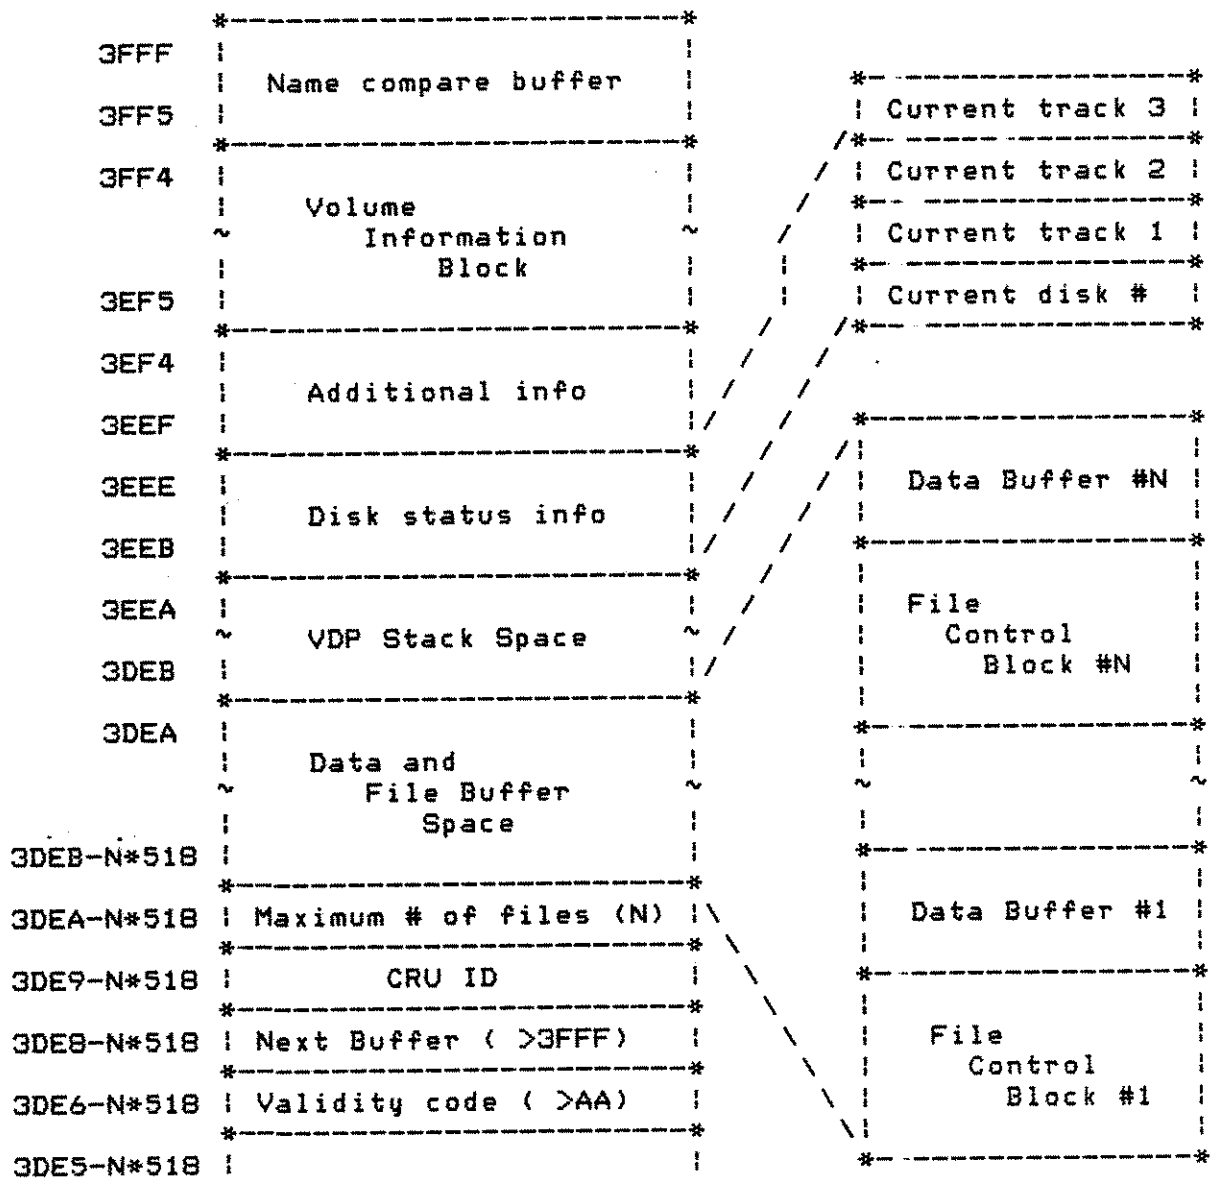 3FFF
Name compare buffer
3FF5
Current track 3
3FF4
Current track 2
Volume
Information
Current track 1
Block
3EF5
Current disk #
3EF4
Additional info
3EEF
3EEE
Data Buffer #N
Disk status info
3EEB
3EEA
File
VDP Stack Space
Control
3DEB
Block #N
3DEA
Data and
File Buffer
Space
3DEB-N*518
3DEA-N*518 Maximum # of files (N)
Data Buffer #1
3DE9-N*518 CRU ID
3DE8-N*518 Next Buffer ( >3FFF)
File
Control
3DE6-N*518 Validity code ( >AA)
Block #1
3DE5-N*518